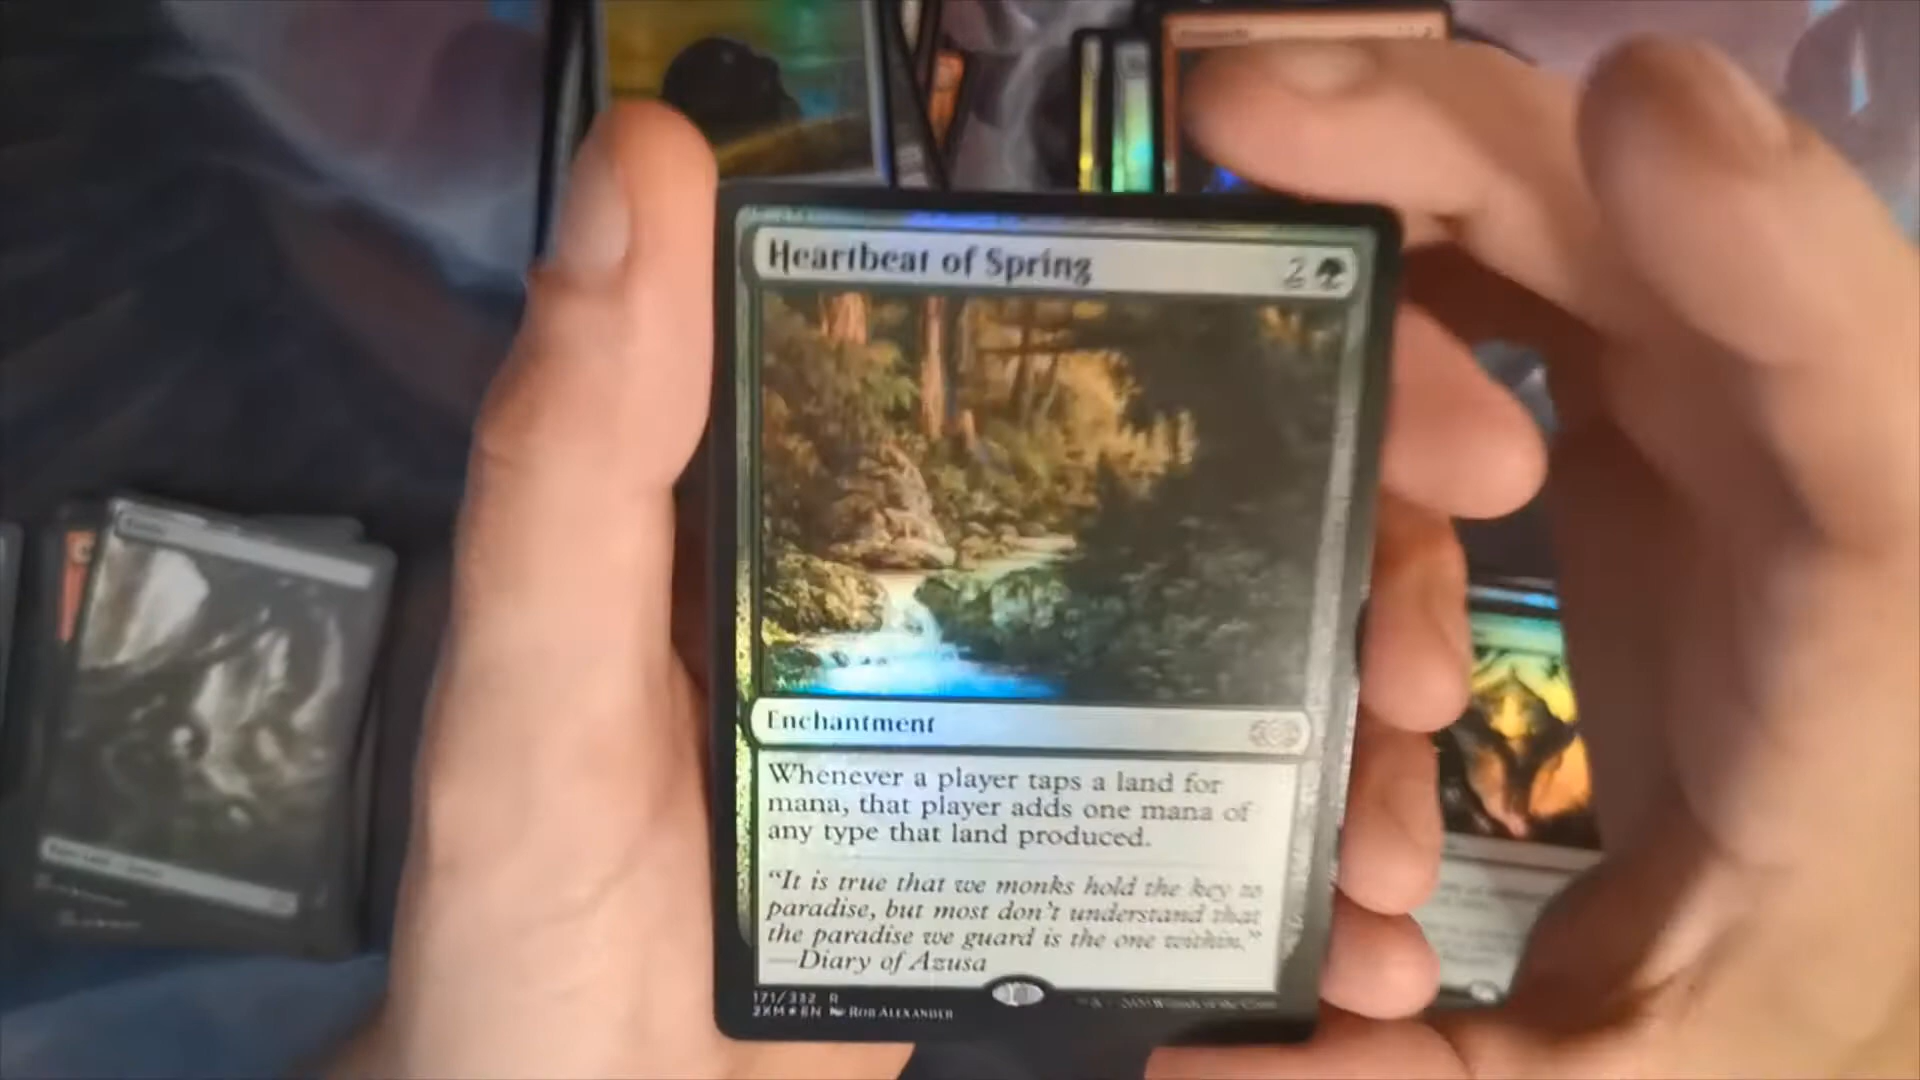 Heartbeat of Spring 2
Enchantment
Whenever a player taps a land for
mana, that player adds one mana of
any type that land produced.
“It is true that we monks hold the key to
paradise, but most don’t understand that
the paradise we guard is the one within.”
—Diary of Azusa
171/332 R
2XM★EN ROB ALEXANDER